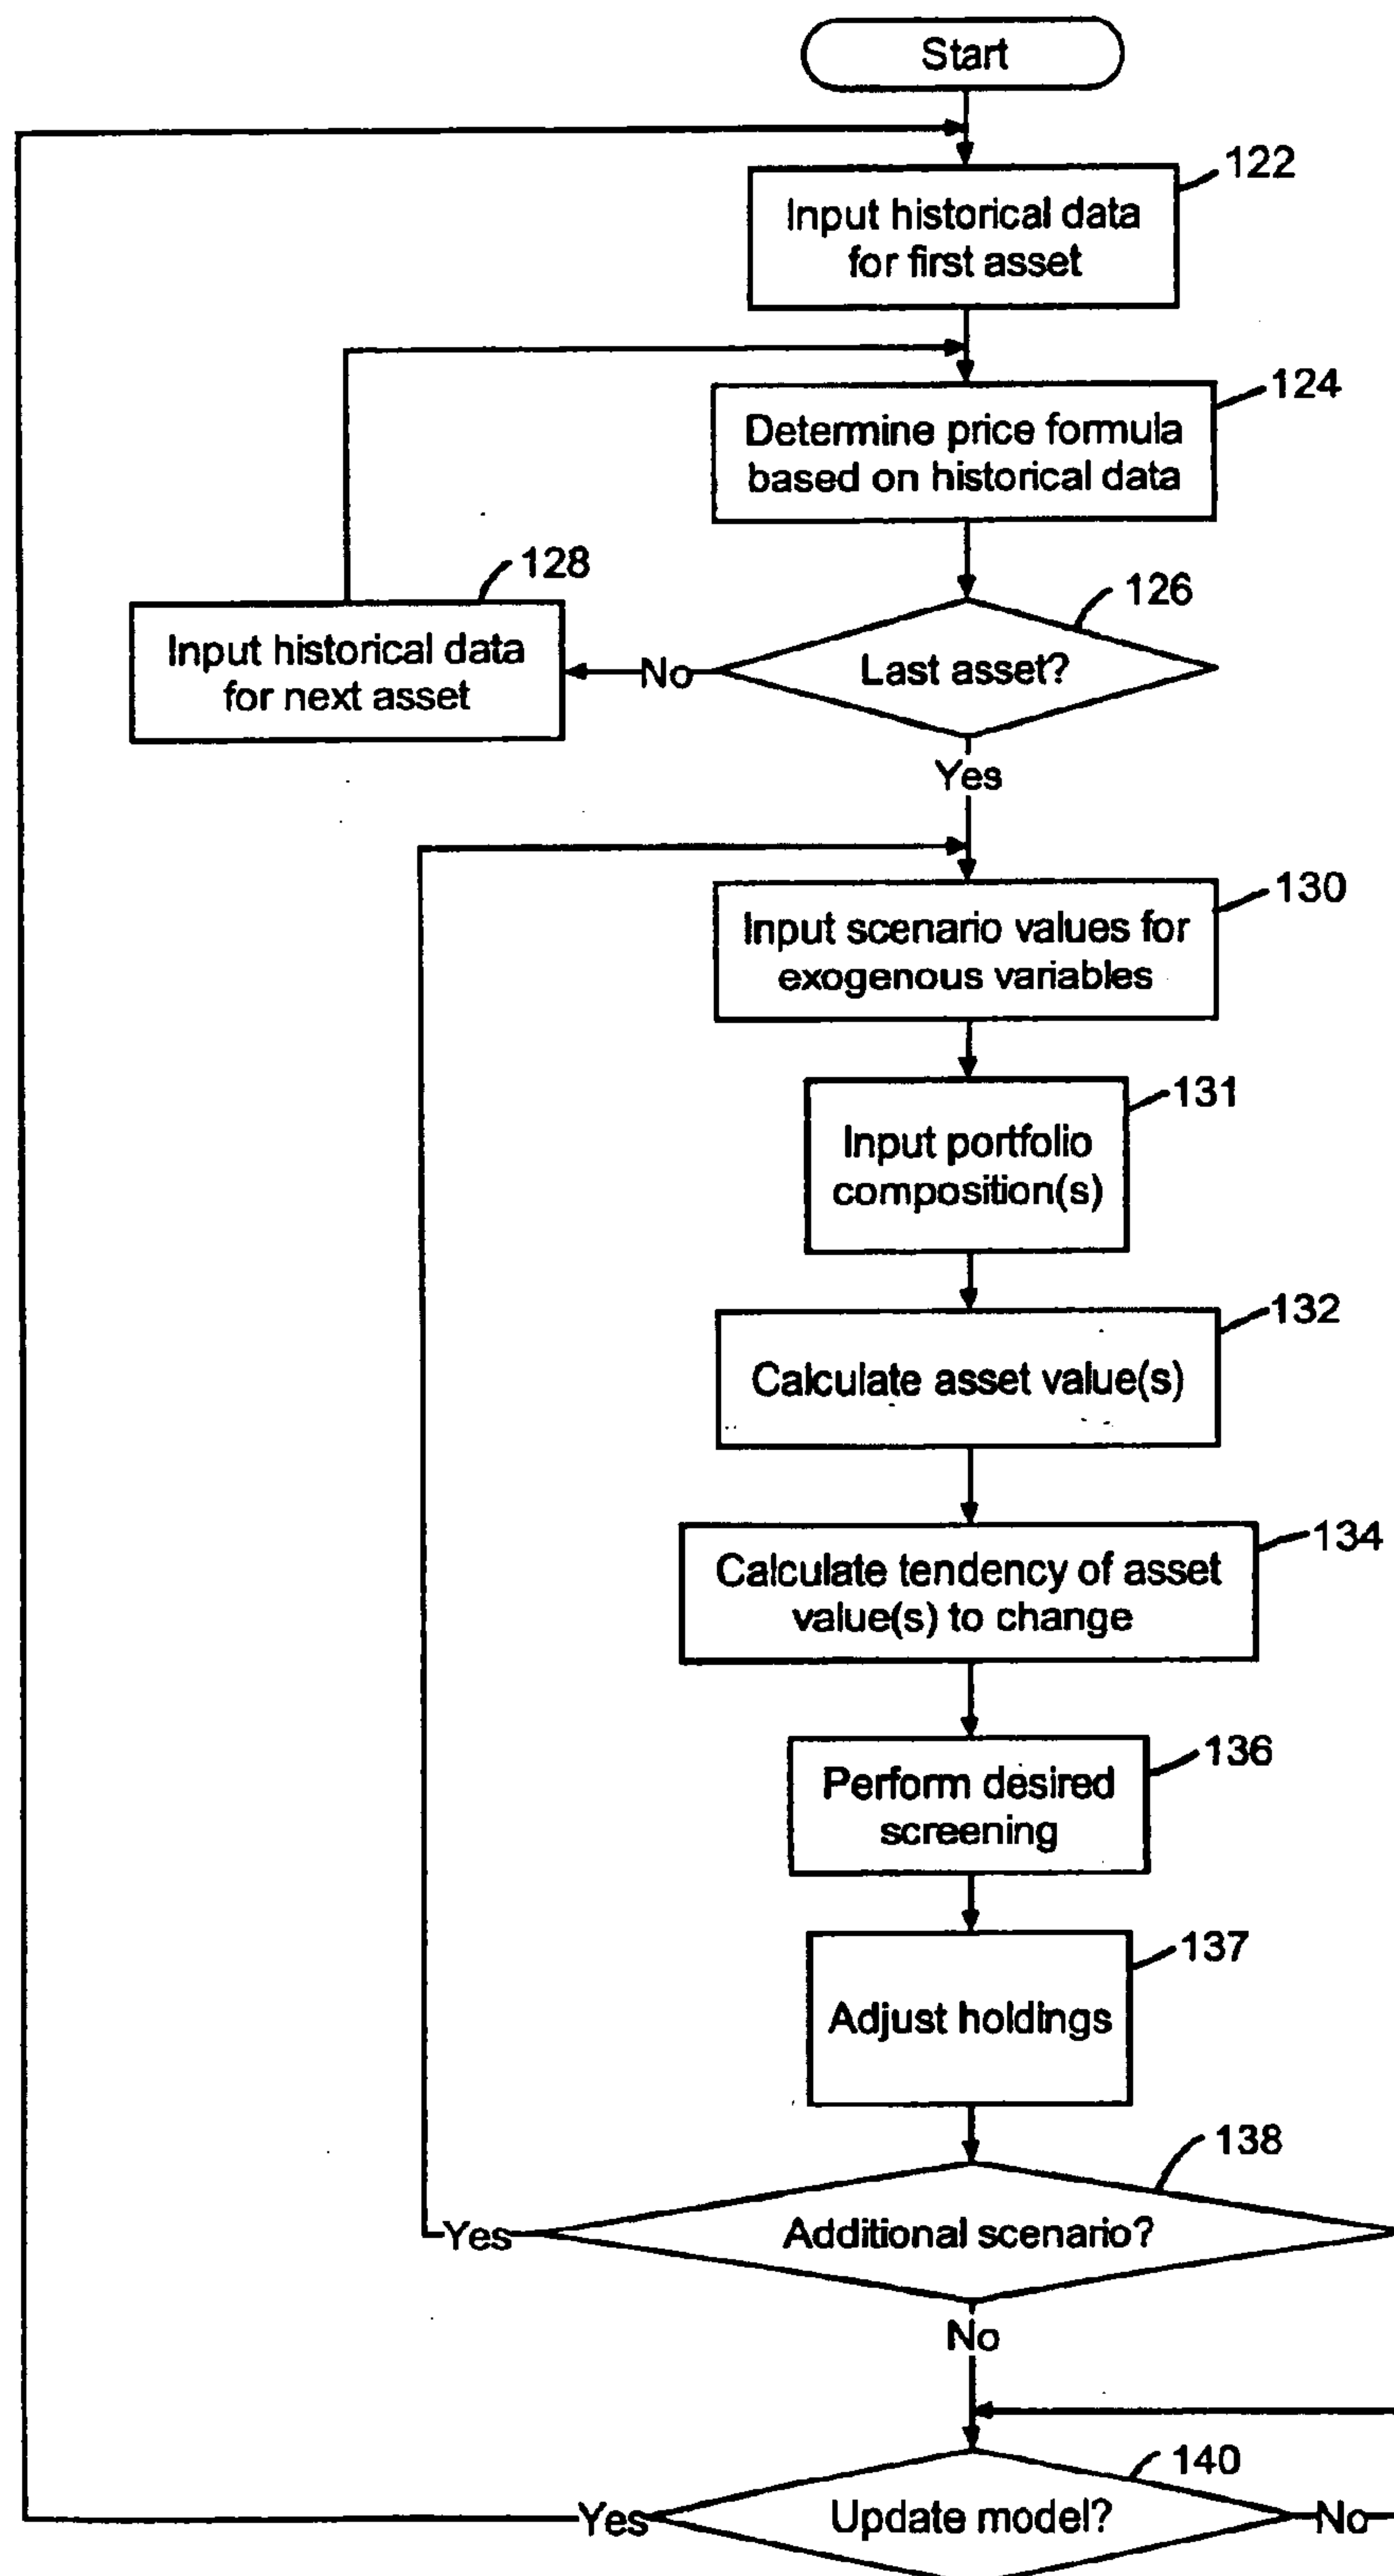 Start
122
Input historical data
for first asset
124
Determine price formula
based on historical data
128
126
Input historical data
for next asset
No
Last asset?
Yes
130
Input scenario values for
exogenous variables
131
Input portfolio
composition(s)
132
Calculate asset value(s)
134
Calculate tendency of asset
value(s) to change
136
Perform desired
screening
137
Adjust holdings
138
Yes
Additional scenario?
No
140
Yes
Update model?
No